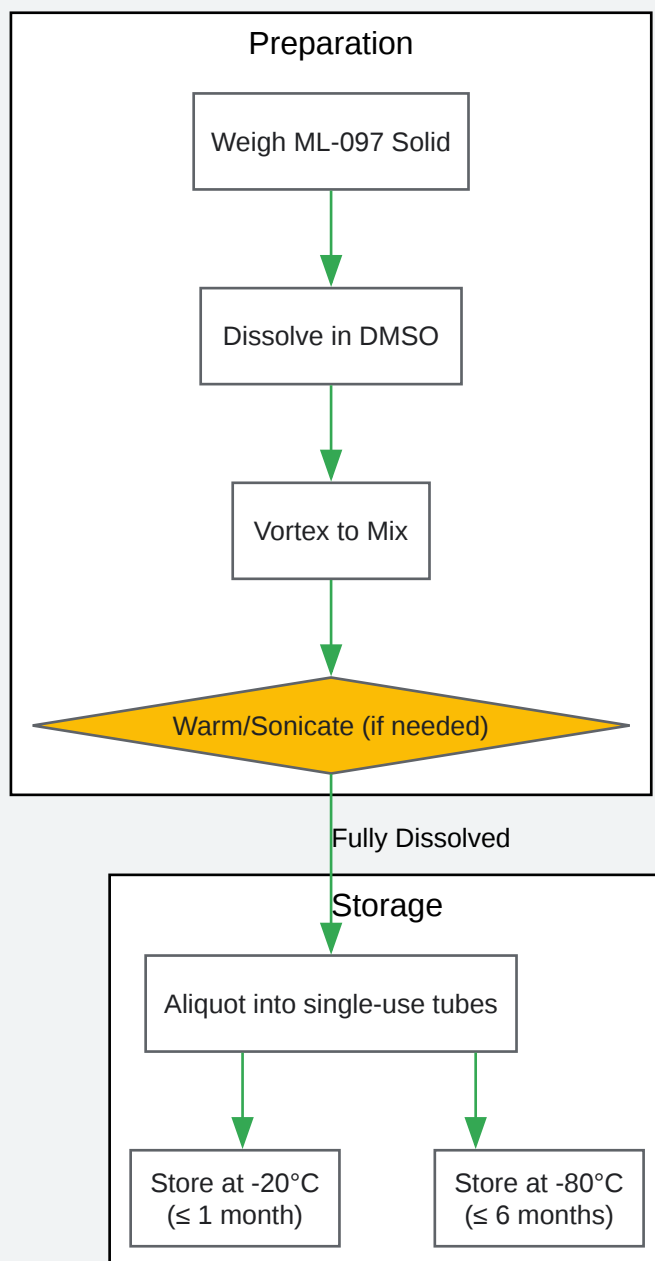 Preparation
Weigh ML-097 Solid
Dissolve in DMSO
Vortex to Mix
Warm/Sonicate (if needed)
Fully Dissolved
Storage
Aliquot into single-use tubes
Store at -20°C
(≤ 1 month)
Store at -80°C
(≤ 6 months)